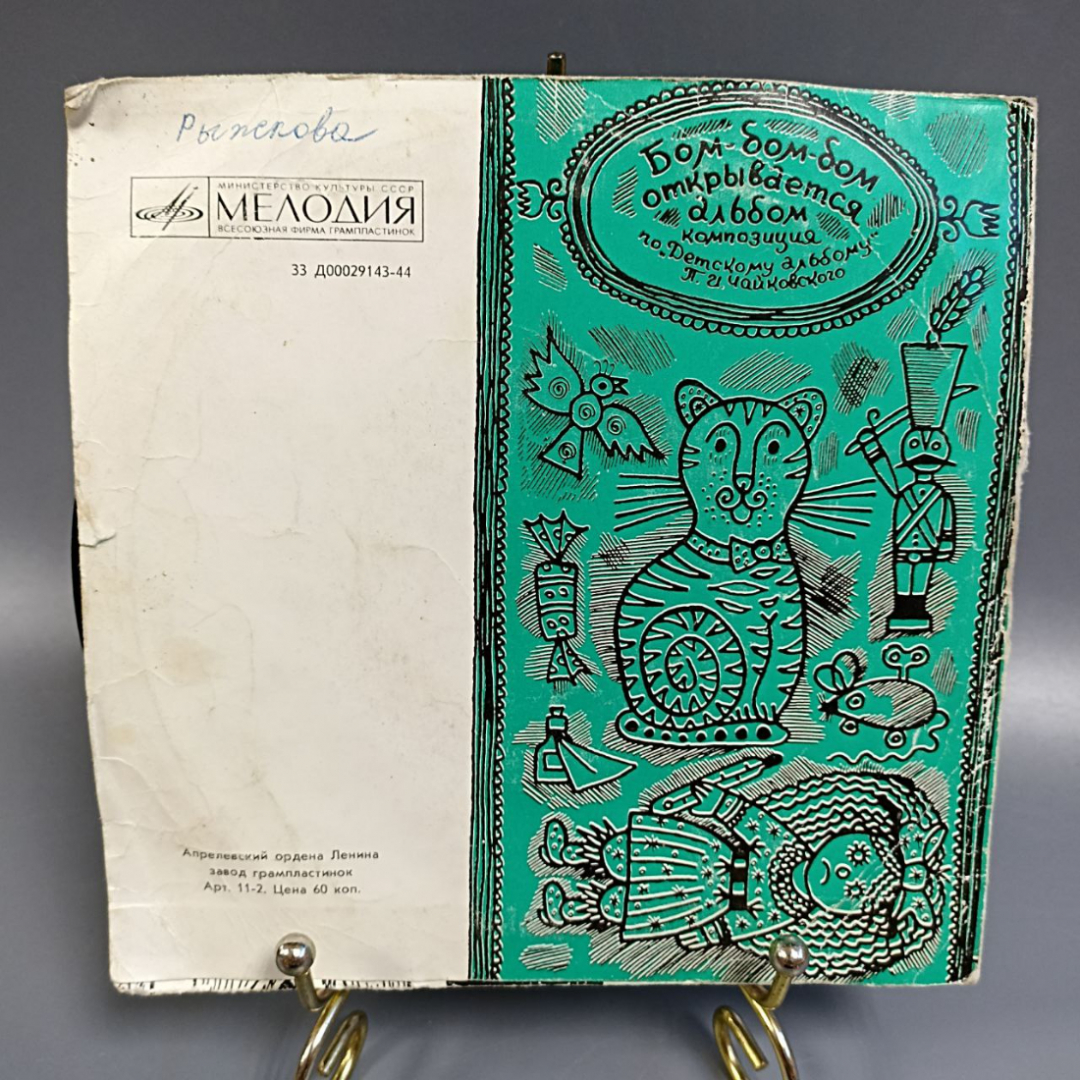 Рыжкова
МИНИСТЕРСТВО КУЛЬТУРЫ СССР
МЕЛОДИЯ
ВСЕСОЮЗНАЯ ФИРМА ГРАМПЛАСТИНОК
33 Д00029143-44
Апрелевский ордена Ленина
завод грампластинок
Арт. 11-2. Цена 60 коп.
Бом-бом-бом
открывается
альбом
композиция
по „Детскому альбому"
П. И. Чайковского